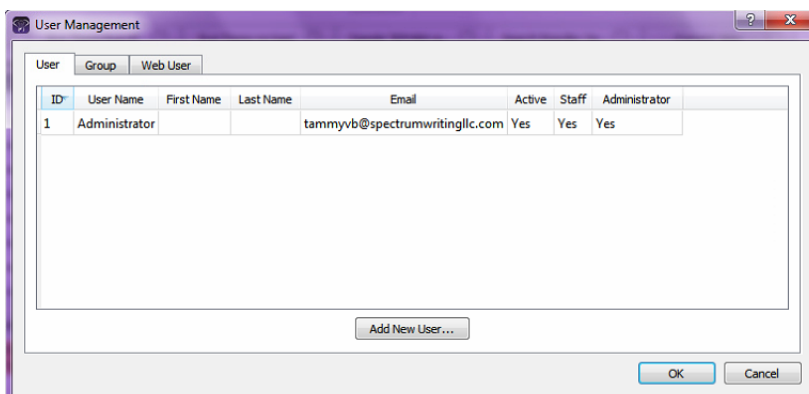 User Management
User Group Web User
ID User Name First Name Last Name Email Active Staff Administrator
1 Administrator tammyvb@spectrumwritingllc.com Yes Yes Yes
Add New User...
OK Cancel